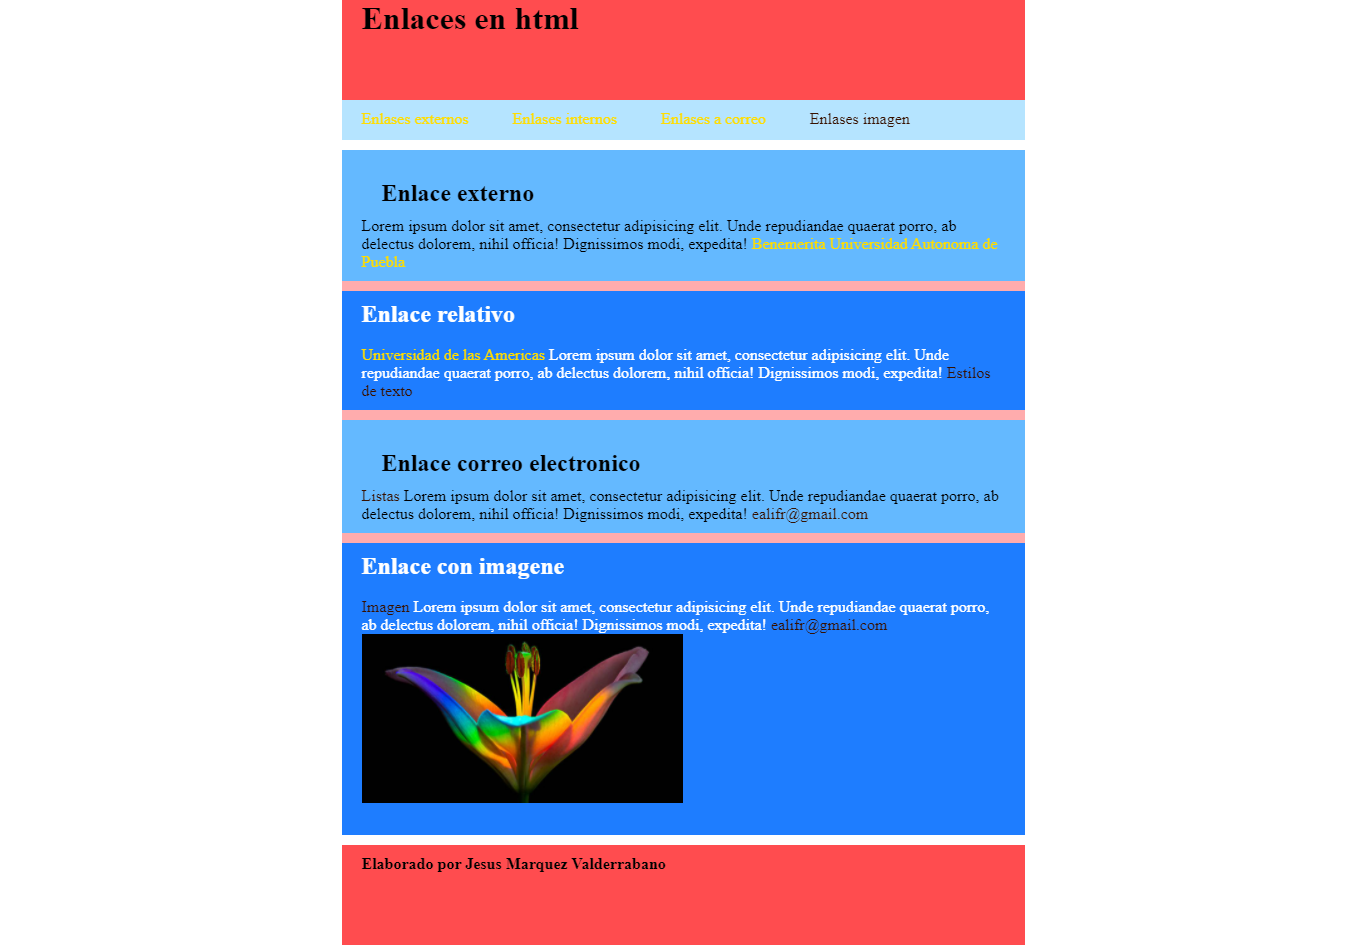 Enlaces en html
Enlases externos Enlases internos Enlases a correo Enlases imagen
Enlace externo
Lorem ipsum dolor sit amet, consectetur adipisicing elit. Unde repudiandae quaerat porro, ab
delectus dolorem, nihil officia! Dignissimos modi, expedita! Benemerita Universidad Autonoma de
Puebla
Enlace relativo
Universidad de las Americas Lorem ipsum dolor sit amet, consectetur adipisicing elit. Unde
repudiandae quaerat porro, ab delectus dolorem, nihil officia! Dignissimos modi, expedita! Estilos
de texto
Enlace correo electronico
Listas Lorem ipsum dolor sit amet, consectetur adipisicing elit. Unde repudiandae quaerat porro, ab
delectus dolorem, nihil officia! Dignissimos modi, expedita! ealifr@gmail.com
Enlace con imagene
Imagen Lorem ipsum dolor sit amet, consectetur adipisicing elit. Unde repudiandae quaerat porro,
ab delectus dolorem, nihil officia! Dignissimos modi, expedita! ealifr@gmail.com
Elaborado por Jesus Marquez Valderrabano